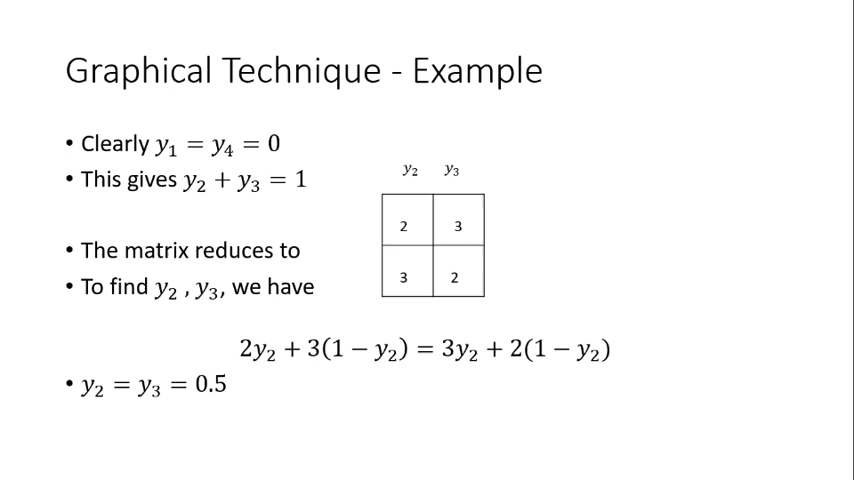 Graphical Technique - Example
• Clearly y₁ = y₄ = 0
• This gives y₂ + y₃ = 1
y₂ y₃
2 3
3 2
• The matrix reduces to
• To find y₂ , y₃, we have
2y₂ + 3(1 − y₂) = 3y₂ + 2(1 − y₂)
• y₂ = y₃ = 0.5